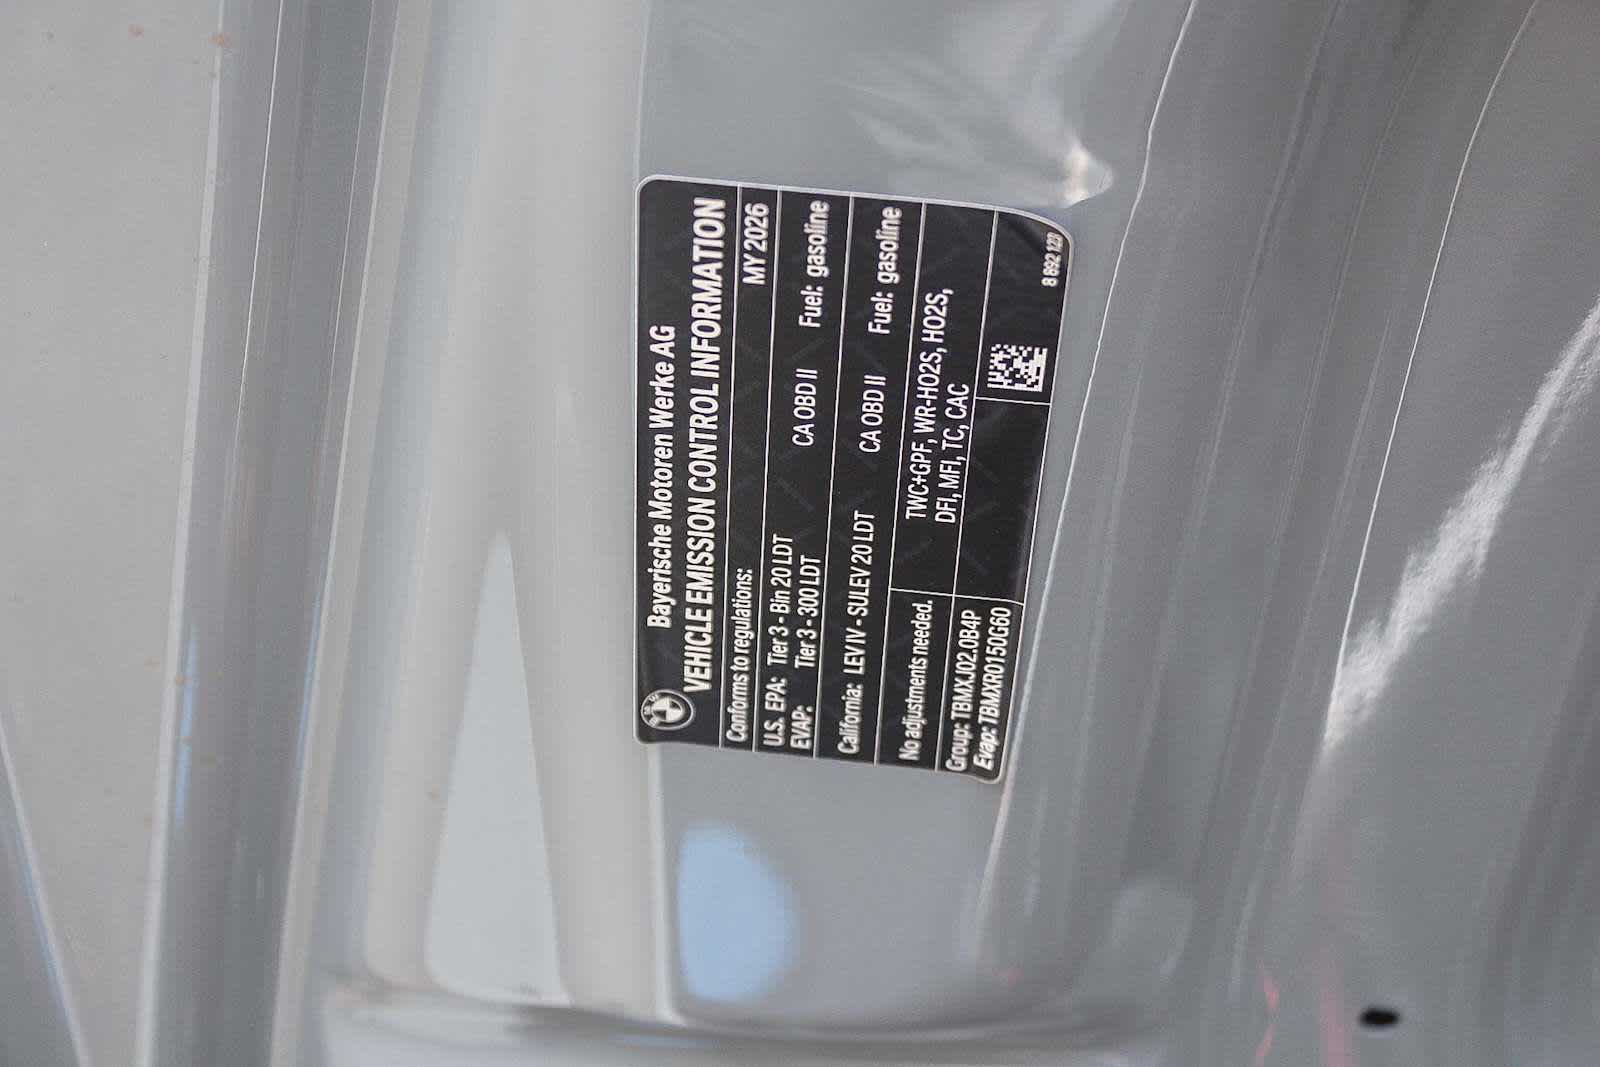 BMW
Bayerische Motoren Werke AG
VEHICLE EMISSION CONTROL INFORMATION
Conforms to regulations: MY 2026
U.S. EPA: Tier 3 - Bin 20 LDT CA OBD II Fuel: gasoline
EVAP: Tier 3 - 300 LDT
California: LEV IV - SULEV 20 LDT CA OBD II Fuel: gasoline
No adjustments needed. TWC+GPF, WR-HO2S, HO2S,
DFI, MFI, TC, CAC
Group: TBMXJ02.0B4P
Evap: TBMXR0150G60
8 892 123